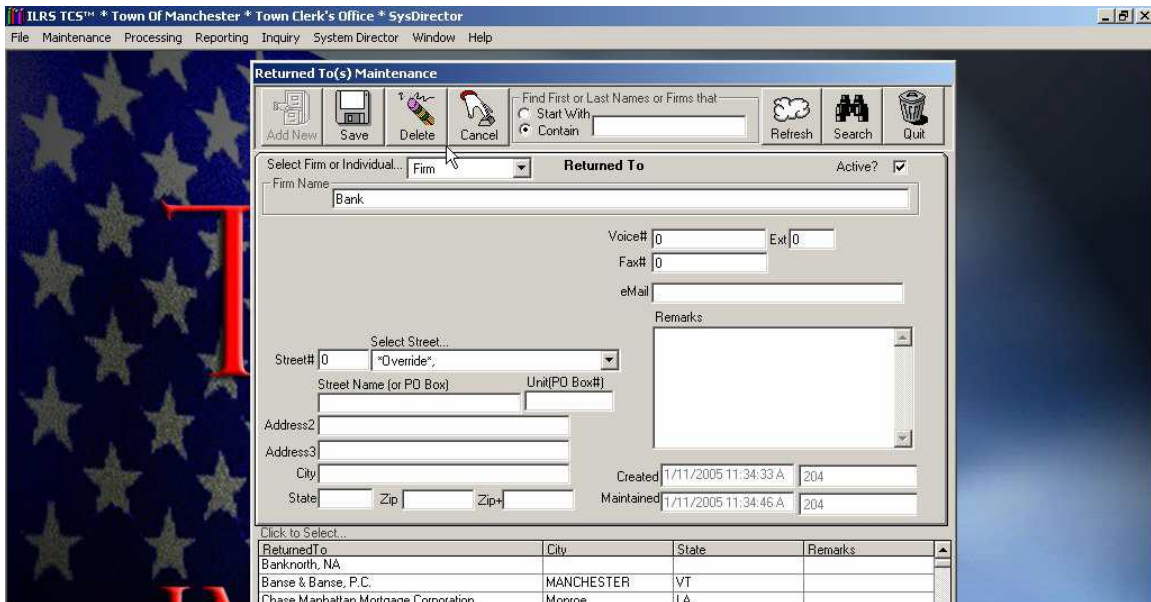 ILRS TCS™ * Town Of Manchester * Town Clerk's Office * SysDirector
File Maintenance Processing Reporting Inquiry System Director Window Help
Returned To(s) Maintenance
Add New Save Delete Cancel
Find First or Last Names or Firms that
Start With
Contain
Refresh Search Quit
Select Firm or Individual... Firm Returned To Active?
Firm Name
Bank
Voice# 0 Ext 0
Fax# 0
eMail
Remarks
Select Street...
Street# 0 *Override*,
Street Name (or PO Box) Unit(PO Box#)
Address2
Address3
City
State Zip Zip+
Created 1/11/2005 11:34:33 A 204
Maintained 1/11/2005 11:34:46 A 204
Click to Select...
ReturnedTo City State Remarks
Banknorth, NA
Banse & Banse, P.C. MANCHESTER VT
Chase Manhattan Mortgage Corporation Monroe LA